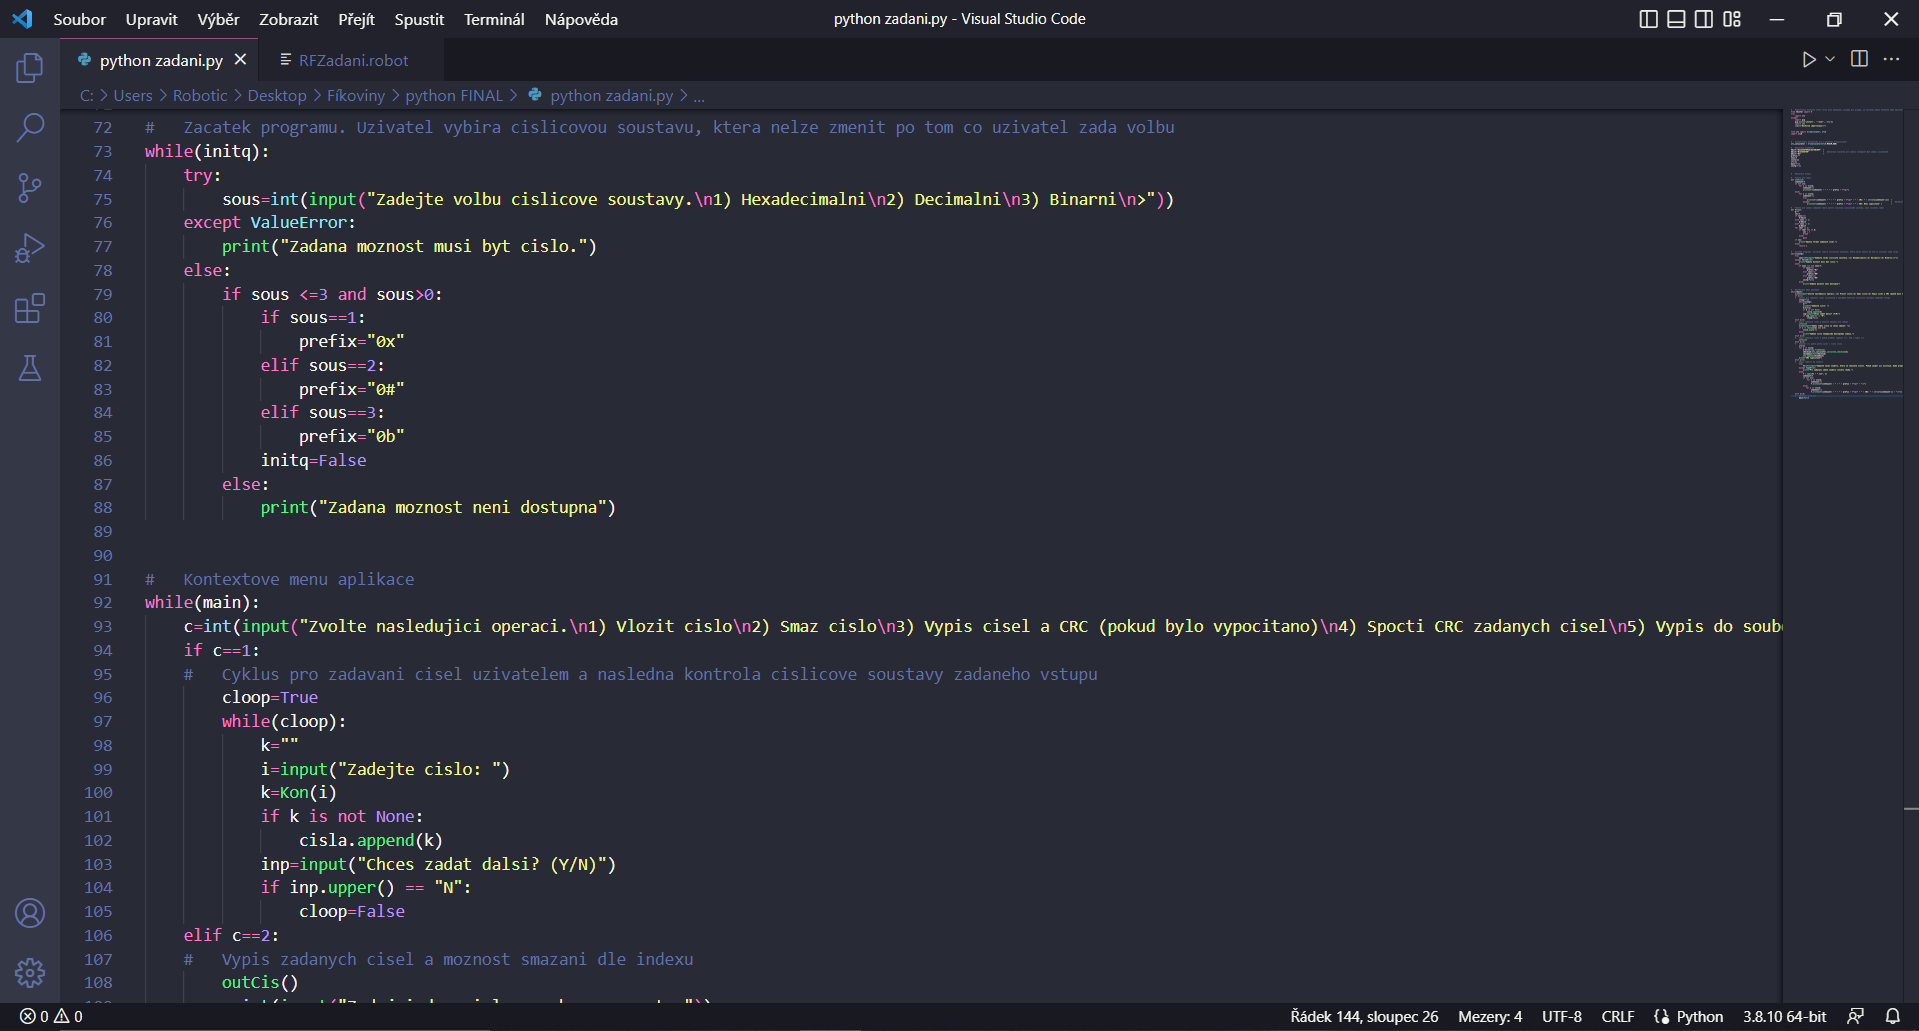 Soubor Upravit Výběr Zobrazit Přejít Spustit Terminál Nápověda
python zadani.py - Visual Studio Code
python zadani.py
RFZadani.robot
C: > Users > Robotic > Desktop > Fíkoviny > python FINAL > python zadani.py > ...
72 #   Zacatek programu. Uzivatel vybira cislicovou soustavu, ktera nelze zmenit po tom co uzivatel zada volbu
73 while(initq):
74     try:
75         sous=int(input("Zadejte volbu cislicove soustavy.\n1) Hexadecimalni\n2) Decimalni\n3) Binarni\n>"))
76     except ValueError:
77         print("Zadana moznost musi byt cislo.")
78     else:
79         if sous <=3 and sous>0:
80             if sous==1:
81                 prefix="0x"
82             elif sous==2:
83                 prefix="0#"
84             elif sous==3:
85                 prefix="0b"
86             initq=False
87         else:
88             print("Zadana moznost neni dostupna")
89
90
91 #   Kontextove menu aplikace
92 while(main):
93     c=int(input("Zvolte nasledujici operaci.\n1) Vlozit cislo\n2) Smaz cislo\n3) Vypis cisel a CRC (pokud bylo vypocitano)\n4) Spocti CRC zadanych cisel\n5) Vypis do
94     if c==1:
95     #   Cyklus pro zadavani cisel uzivatelem a nasledna kontrola cislicove soustavy zadaneho vstupu
96         cloop=True
97         while(cloop):
98             k=""
99             i=input("Zadejte cislo: ")
100             k=Kon(i)
101             if k is not None:
102                 cisla.append(k)
103             inp=input("Chces zadat dalsi? (Y/N)")
104             if inp.upper() == "N":
105                 cloop=False
106     elif c==2:
107     #   Vypis zadanych cisel a moznost smazani dle indexu
108         outCis()
0 0
Řádek 144, sloupec 26 Mezery: 4 UTF-8 CRLF Python 3.8.10 64-bit